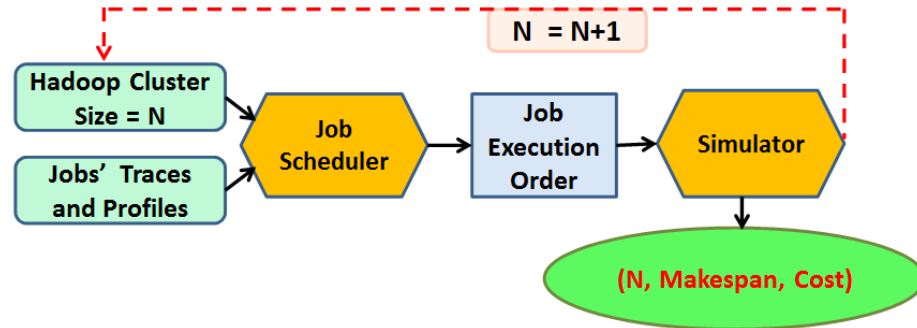 N = N+1
Hadoop Cluster
Size = N
Jobs' Traces
and Profiles
Job
Scheduler
Job
Execution
Order
Simulator
(N, Makespan, Cost)